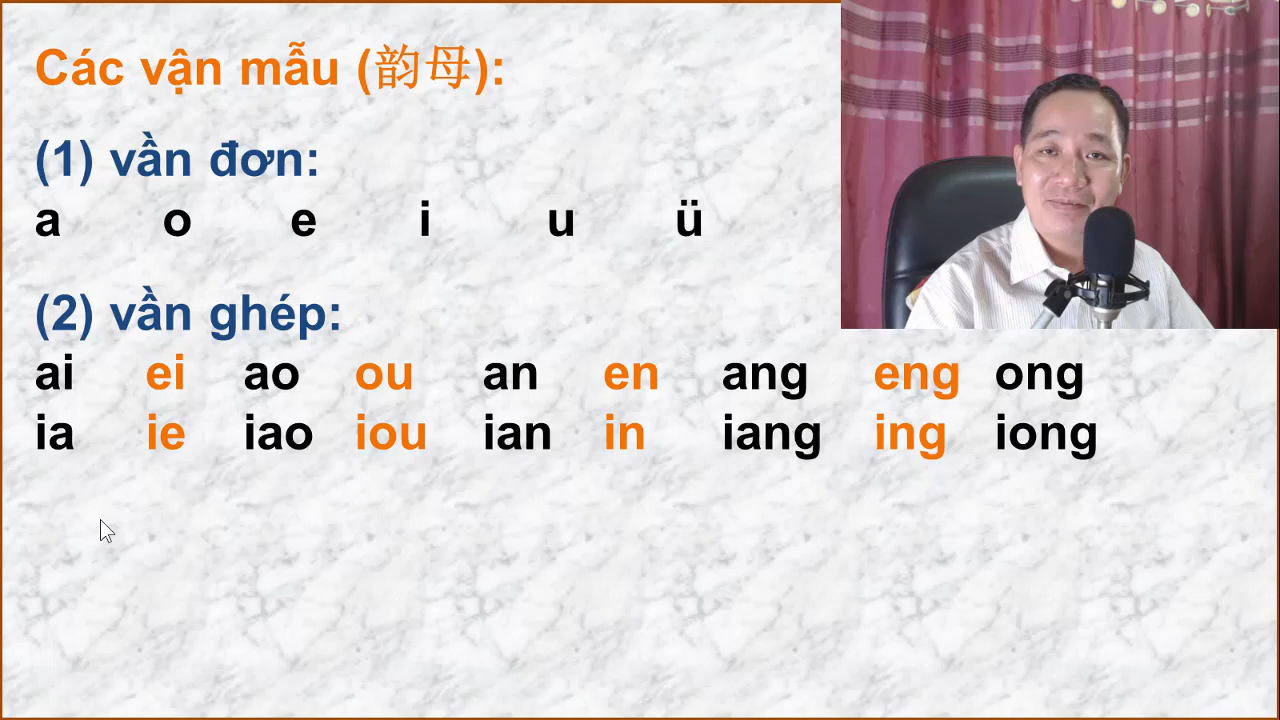 Các vận mẫu (韵母):
(1) vần đơn:
a o e i u ü
(2) vần ghép:
ai ei ao ou an en ang eng ong
ia ie iao iou ian in iang ing iong